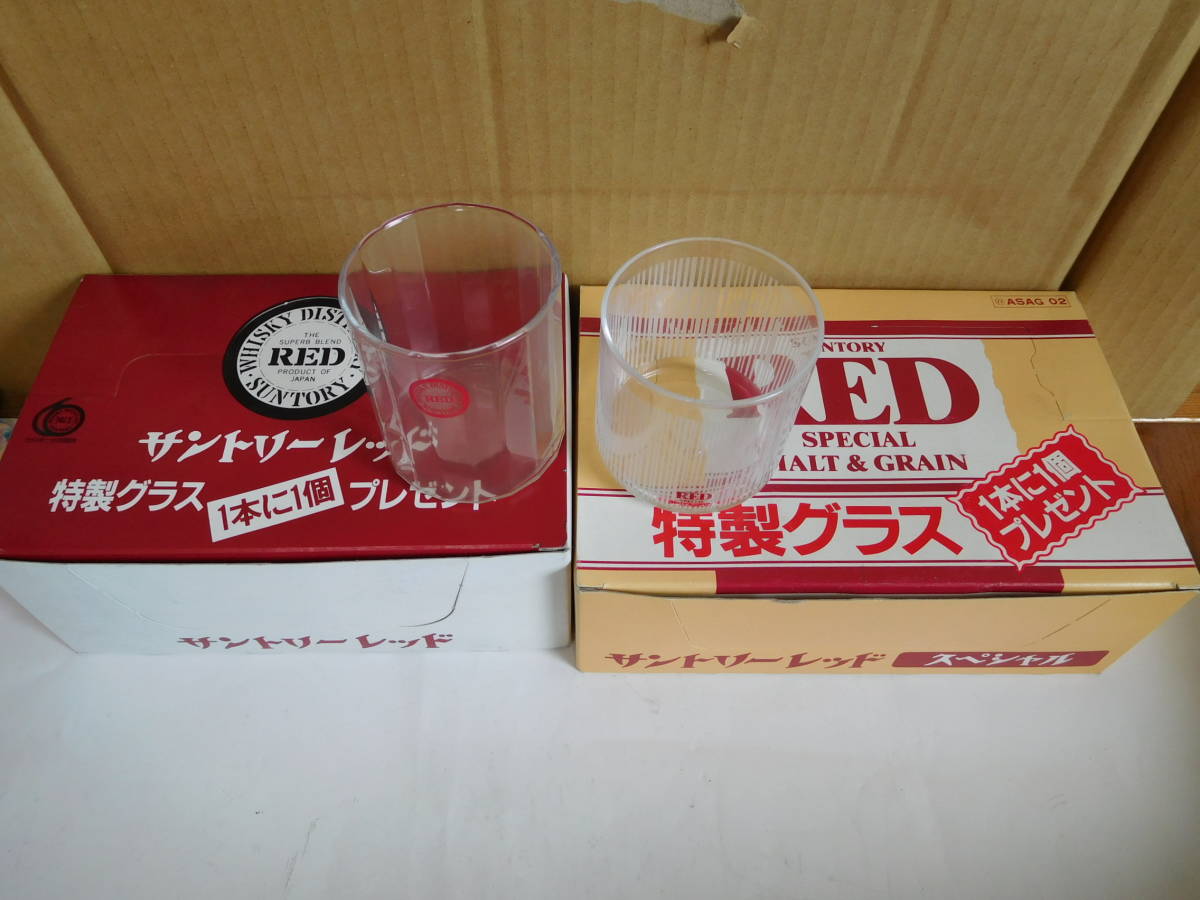 WHISKY DIST
THE
SUPERB BLEND
RED
PRODUCT OF
JAPAN
SUNTORY
サントリーレッド
特製グラス 1本に1個 プレゼント
サントリーレッド
RED
ASAG 02
NTORY
RED
SPECIAL
MALT & GRAIN
1本に1個
プレゼント
RED
特製グラス
サントリーレッド スペシャル